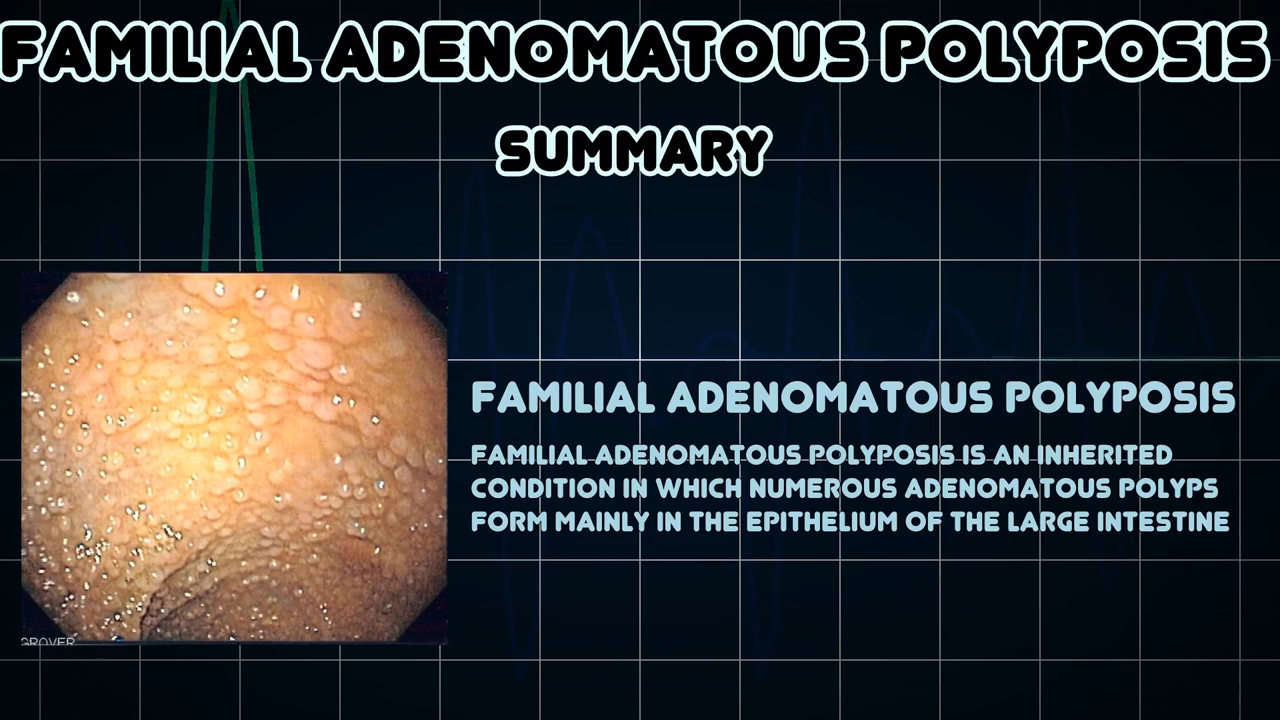 FAMILIAL ADENOMATOUS POLYPOSIS
SUMMARY
FAMILIAL ADENOMATOUS POLYPOSIS
FAMILIAL ADENOMATOUS POLYPOSIS IS AN INHERITED
CONDITION IN WHICH NUMEROUS ADENOMATOUS POLYPS
FORM MAINLY IN THE EPITHELIUM OF THE LARGE INTESTINE
GROVER